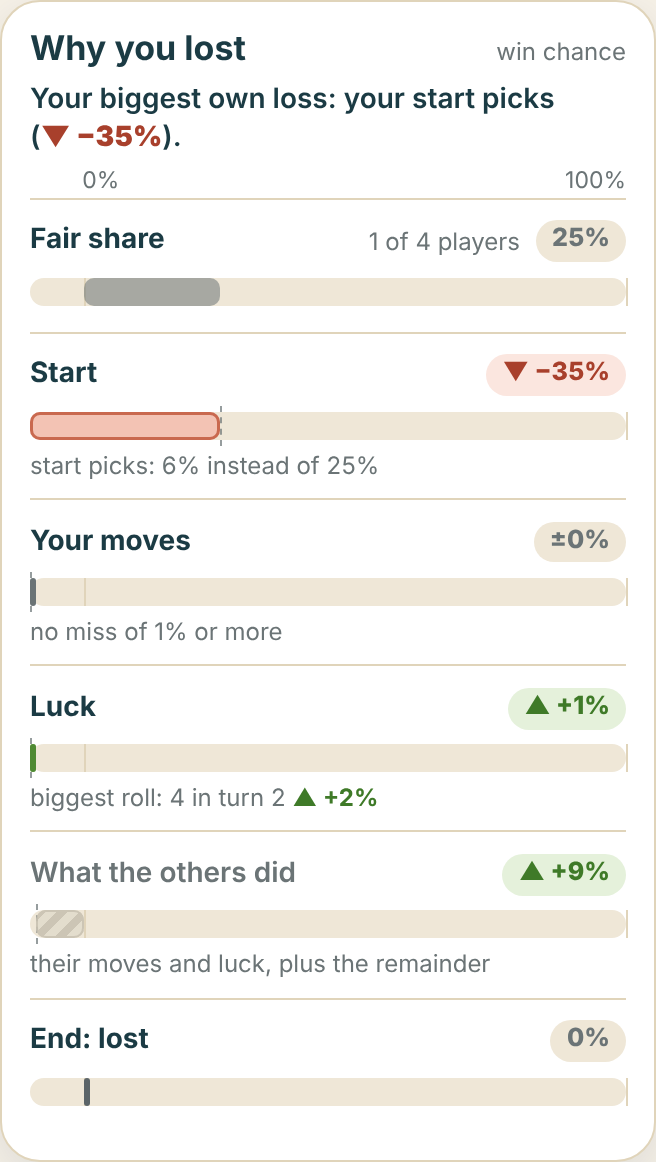 Why you lost
win chance
Your biggest own loss: your start picks
(▼ −35%).
0% 100%
Fair share
1 of 4 players 25%
Start
▼ −35%
start picks: 6% instead of 25%
Your moves
±0%
no miss of 1% or more
Luck
▲ +1%
biggest roll: 4 in turn 2 ▲ +2%
What the others did
▲ +9%
their moves and luck, plus the remainder
End: lost
0%